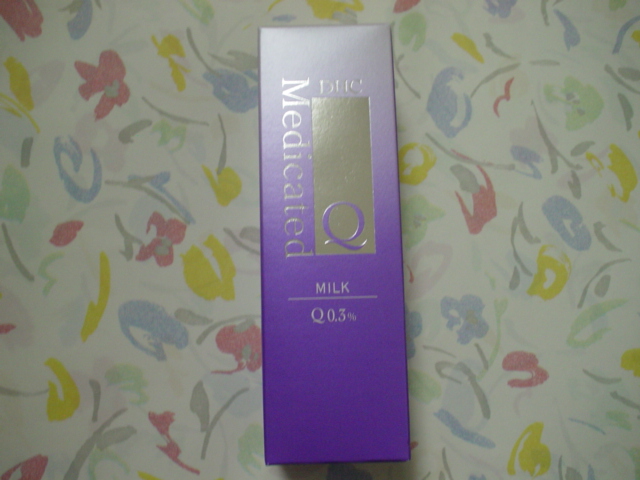 DHC
Medicated
Q
MILK
Q 0.3%